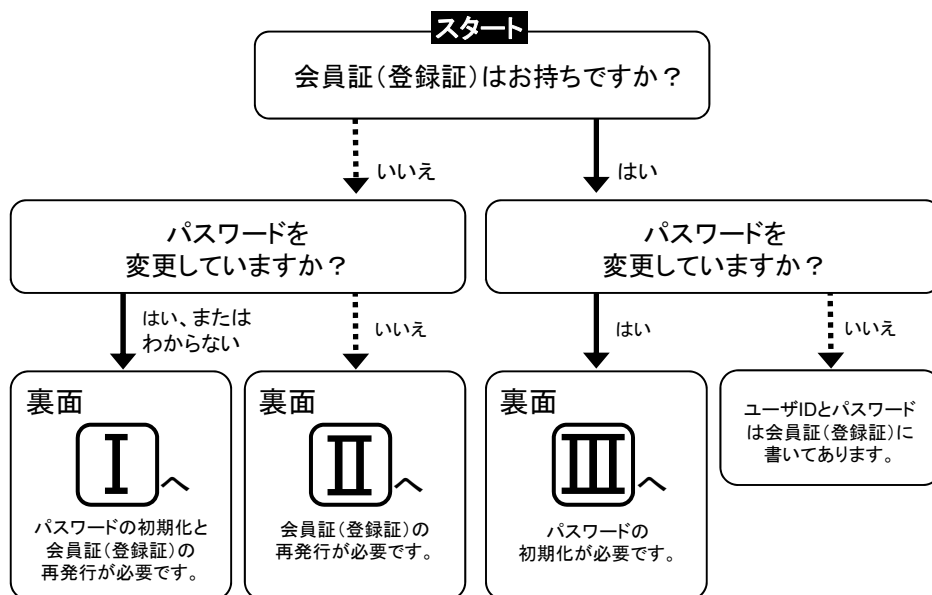 スタート
会員証(登録証)はお持ちですか？
いいえ
はい
パスワードを
変更していますか？
パスワードを
変更していますか？
はい、または
わからない
いいえ
はい
いいえ
裏面
Ⅰへ
パスワードの初期化と
会員証(登録証)の
再発行が必要です。
裏面
Ⅱへ
会員証(登録証)の
再発行が必要です。
裏面
Ⅲへ
パスワードの
初期化が必要です。
ユーザIDとパスワード
は会員証(登録証)に
書いてあります。